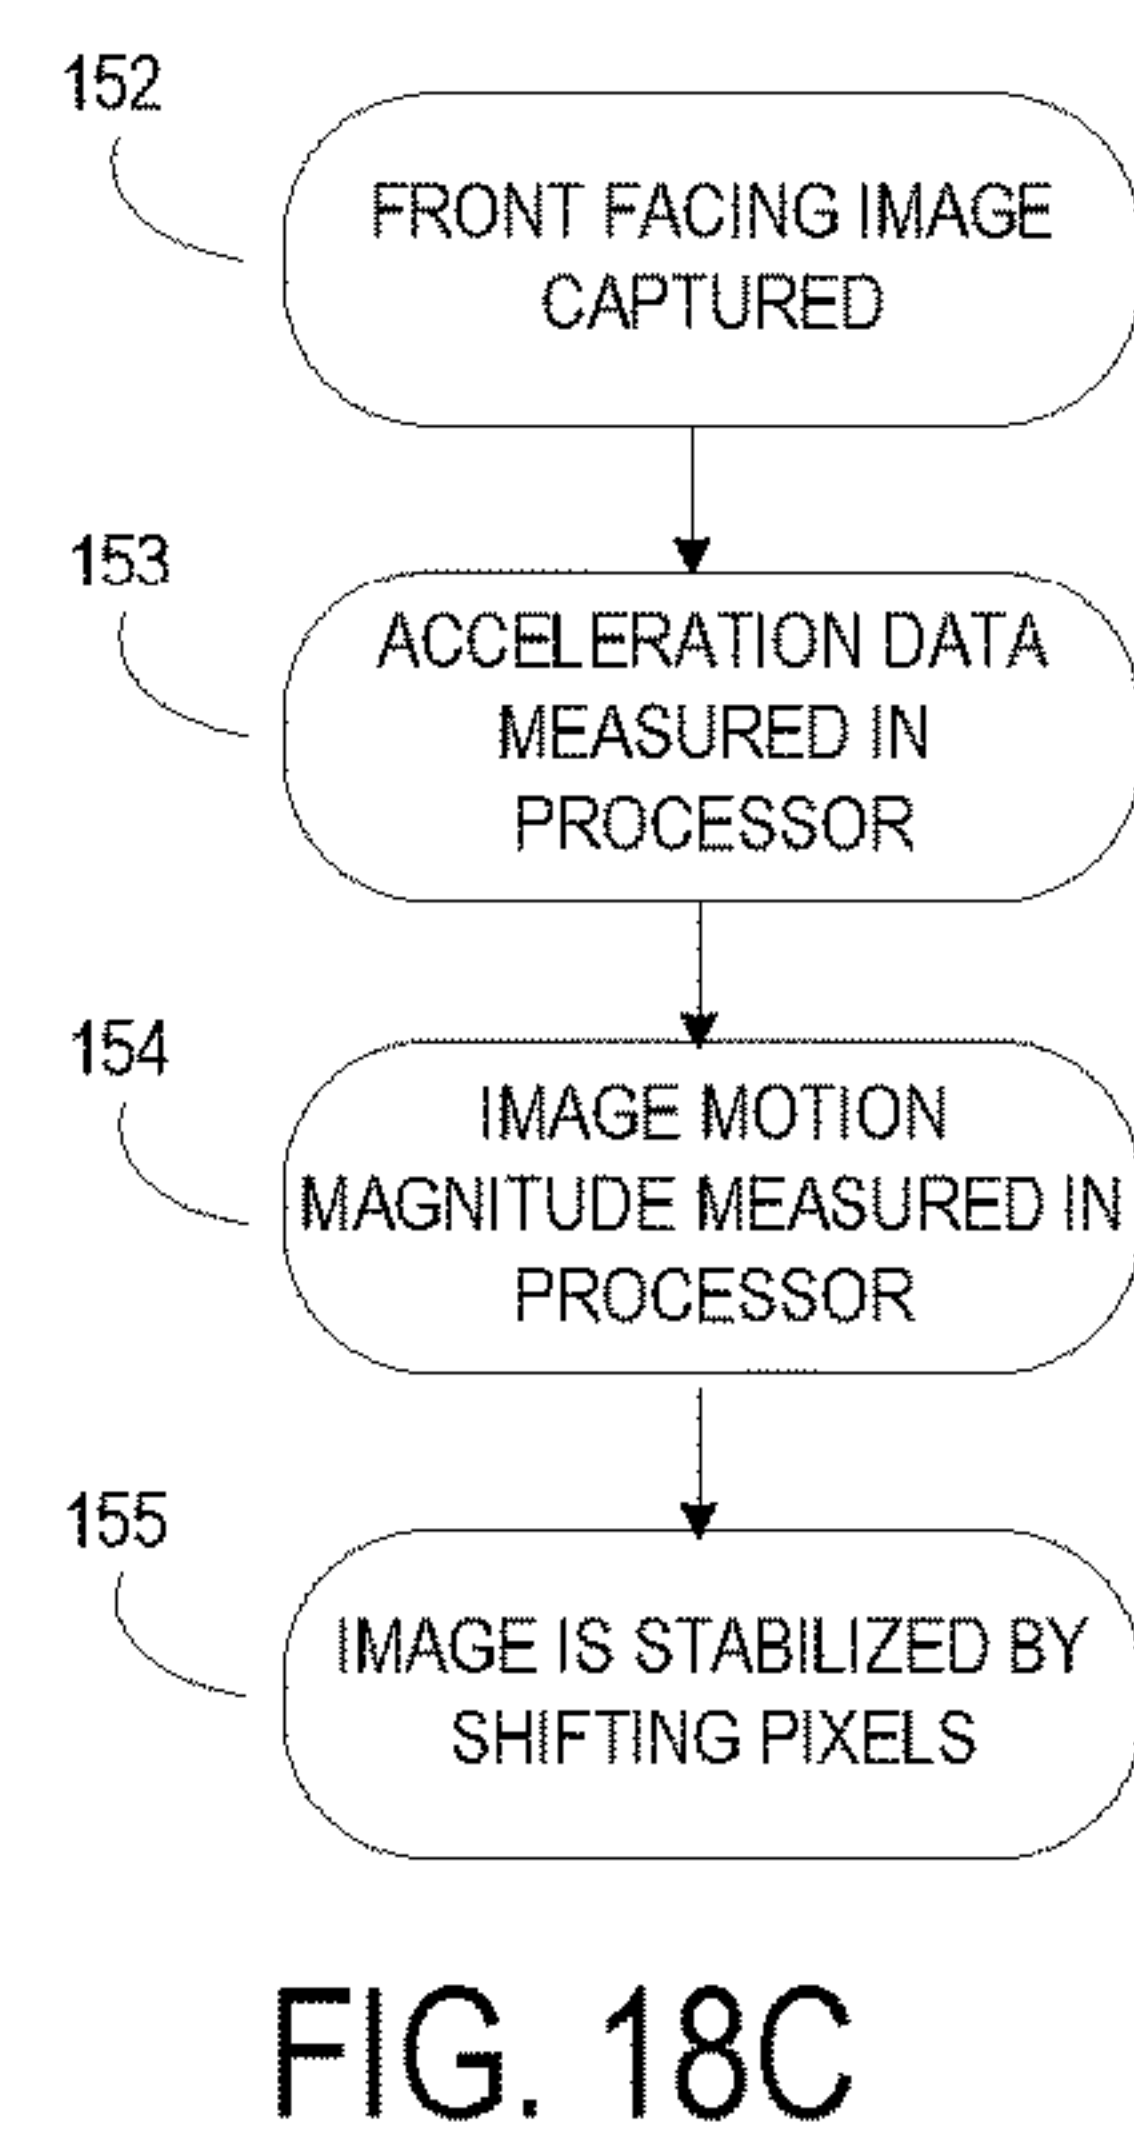 152
FRONT FACING IMAGE
CAPTURED
153
ACCELERATION DATA
MEASURED IN
PROCESSOR
154
IMAGE MOTION
MAGNITUDE MEASURED IN
PROCESSOR
155
IMAGE IS STABILIZED BY
SHIFTING PIXELS
FIG. 18C